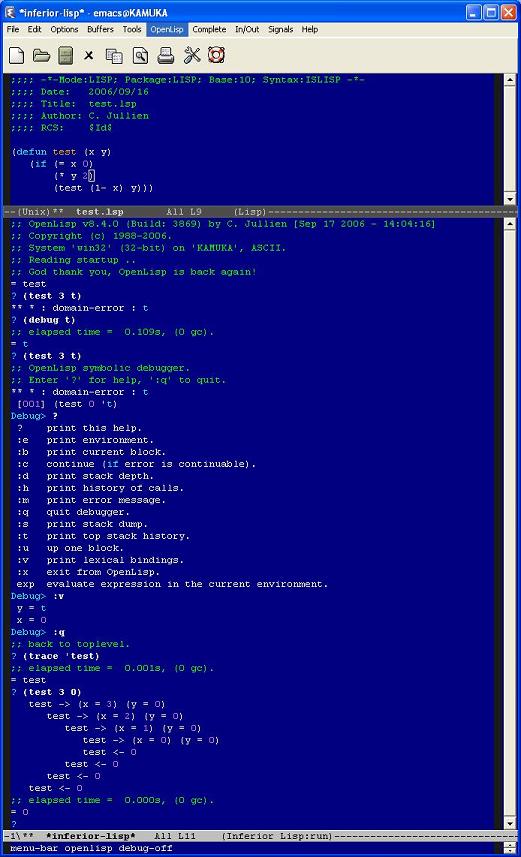 *inferior-lisp* - emacs@KAMUKA
File Edit Options Buffers Tools OpenLisp Complete In/Out Signals Help
;;;; -*-Mode:LISP; Package:LISP; Base:10; Syntax:ISLISP -*-
;;;; Date:   2006/09/16
;;;; Title:  test.lsp
;;;; Author: C. Jullien
;;;; RCS:    $Id$
(defun test (x y)
   (if (= x 0)
       (* y 2)
       (test (1- x) y)))
--(Unix)**  test.lsp       All L9     (Lisp)----------------------------
;; OpenLisp v8.4.0 (Build: 3869) by C. Jullien [Sep 17 2006 - 14:04:16]
;; Copyright (c) 1988-2006.
;; System 'win32' (32-bit) on 'KAMUKA', ASCII.
;; Reading startup ..
;; God thank you, OpenLisp is back again!
= test
? (test 3 t)
** * : domain-error : t
? (debug t)
;; elapsed time =  0.109s, (0 gc).
= t
? (test 3 t)
;; OpenLisp symbolic debugger.
;; Enter '?' for help, ':q' to quit.
** * : domain-error : t
 [001] (test 0 't)
Debug> ?
 ?    print this help.
 :e   print environment.
 :b   print current block.
 :c   continue (if error is continuable).
 :d   print stack depth.
 :h   print history of calls.
 :m   print error message.
 :q   quit debugger.
 :s   print stack dump.
 :t   print top stack history.
 :u   up one block.
 :v   print lexical bindings.
 :x   exit from OpenLisp.
 exp  evaluate expression in the current environment.
Debug> :v
 y = t
 x = 0
Debug> :q
;; back to toplevel.
? (trace 'test)
;; elapsed time =  0.001s, (0 gc).
= test
? (test 3 0)
   test -> (x = 3) (y = 0)
      test -> (x = 2) (y = 0)
         test -> (x = 1) (y = 0)
            test -> (x = 0) (y = 0)
            test <- 0
         test <- 0
      test <- 0
   test <- 0
;; elapsed time =  0.000s, (0 gc).
= 0
?
-1\**  *inferior-lisp*   All L11    (Inferior Lisp:run)-----------------
menu-bar openlisp debug-off